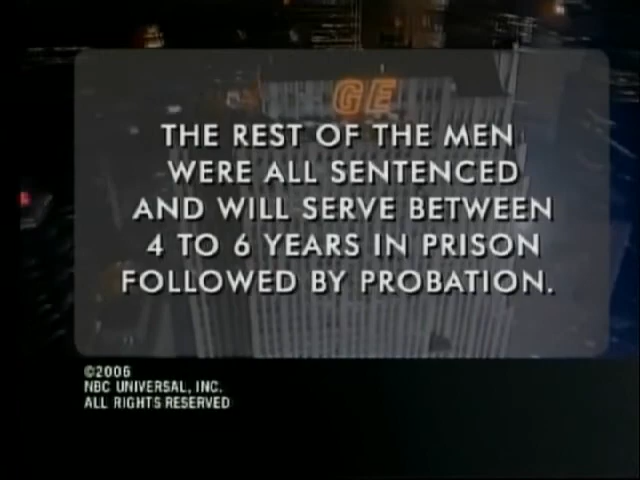 GE
THE REST OF THE MEN
WERE ALL SENTENCED
AND WILL SERVE BETWEEN
4 TO 6 YEARS IN PRISON
FOLLOWED BY PROBATION.
©2006
NBC UNIVERSAL, INC.
ALL RIGHTS RESERVED